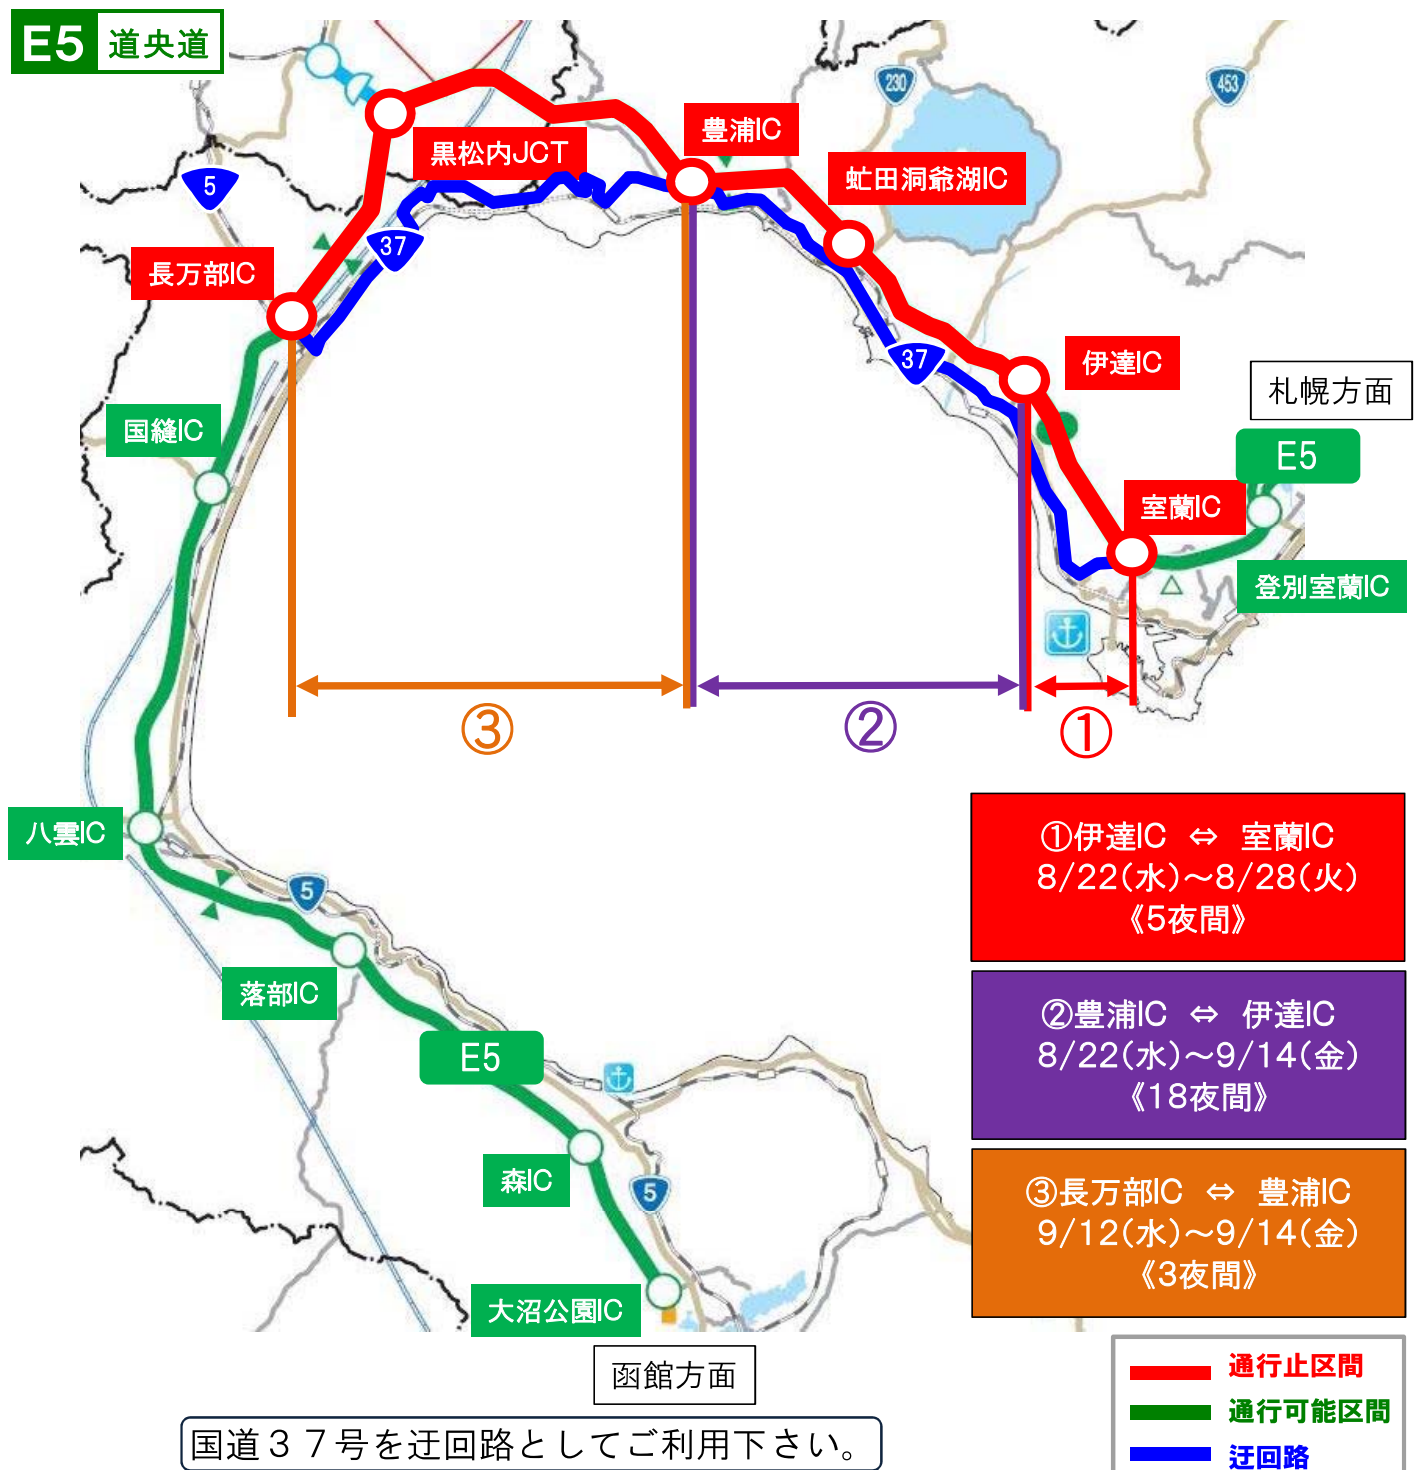 E5 道央道
230
453
豊浦IC
黒松内JCT
虻田洞爺湖IC
5
37
長万部IC
37
伊達IC
札幌方面
国縫IC
E5
室蘭IC
登別室蘭IC
③
②
①
八雲IC
5
落部IC
E5
森IC
5
大沼公園IC
函館方面
①伊達IC ⇔ 室蘭IC
8/22(水)～8/28(火)
《5夜間》
②豊浦IC ⇔ 伊達IC
8/22(水)～9/14(金)
《18夜間》
③長万部IC ⇔ 豊浦IC
9/12(水)～9/14(金)
《3夜間》
通行止区間
通行可能区間
迂回路
国道３７号を迂回路としてご利用下さい。